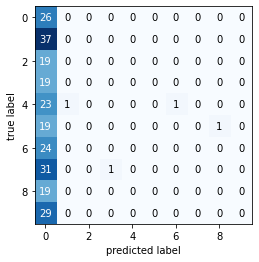 0 26 0 0 0 0 0 0 0 0 0
37 0 0 0 0 0 0 0 0 0
2 19 0 0 0 0 0 0 0 0 0
19 0 0 0 0 0 0 0 0 0
4 23 1 0 0 0 0 1 0 0 0
19 0 0 0 0 0 0 0 1 0
6 24 0 0 0 0 0 0 0 0 0
31 0 0 1 0 0 0 0 0 0
8 19 0 0 0 0 0 0 0 0 0
29 0 0 0 0 0 0 0 0 0
0 2 4 6 8
predicted label
true label